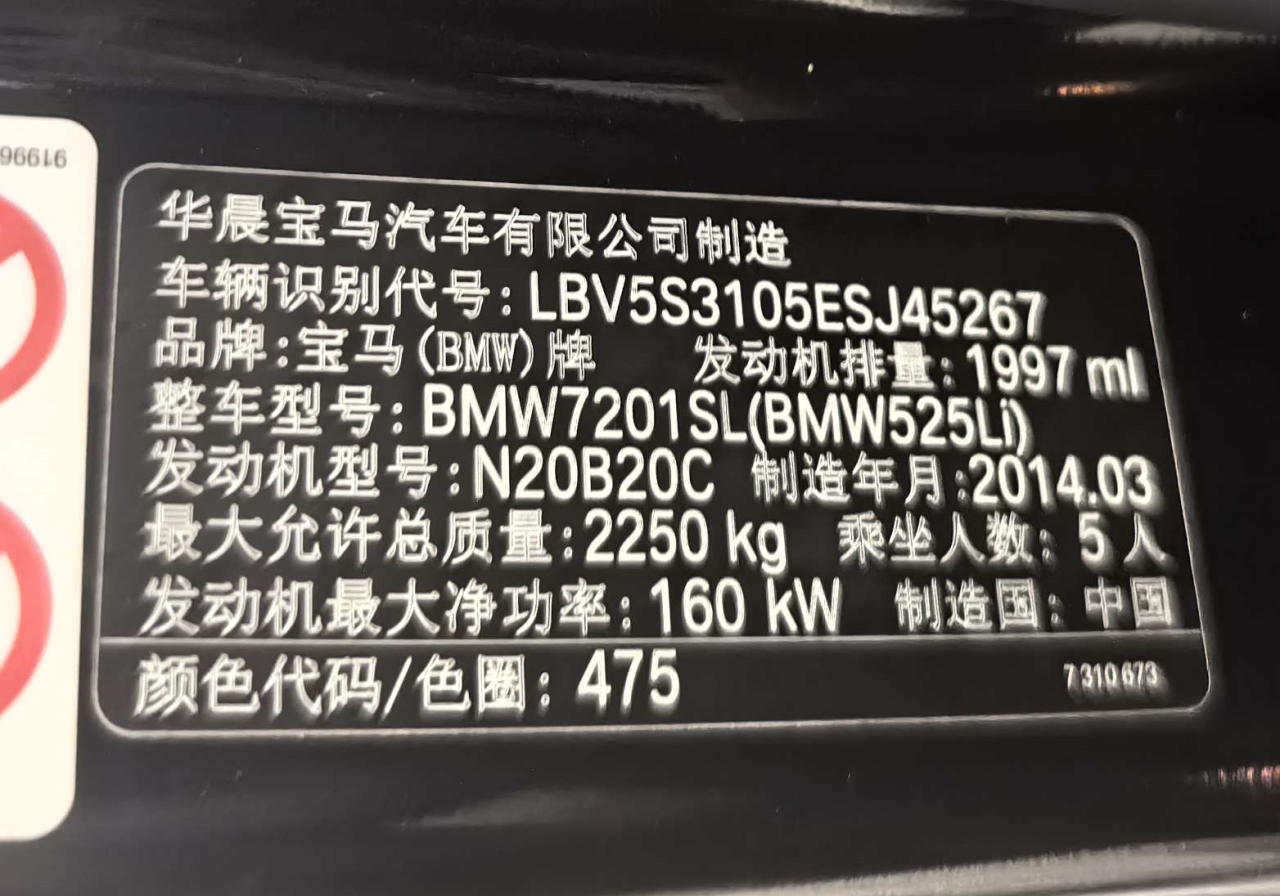 91996
华晨宝马汽车有限公司制造
车辆识别代号：LBV5S3105ESJ45267
品牌：宝马（BMW）牌 发动机排量：1997 ml
整车型号：BMW7201SL(BMW525Li)
发动机型号：N20B20C 制造年月：2014.03
最大允许总质量：2250 kg 乘坐人数：5人
发动机最大净功率：160 kW 制造国：中国
颜色代码/色圈：475 7 310 673